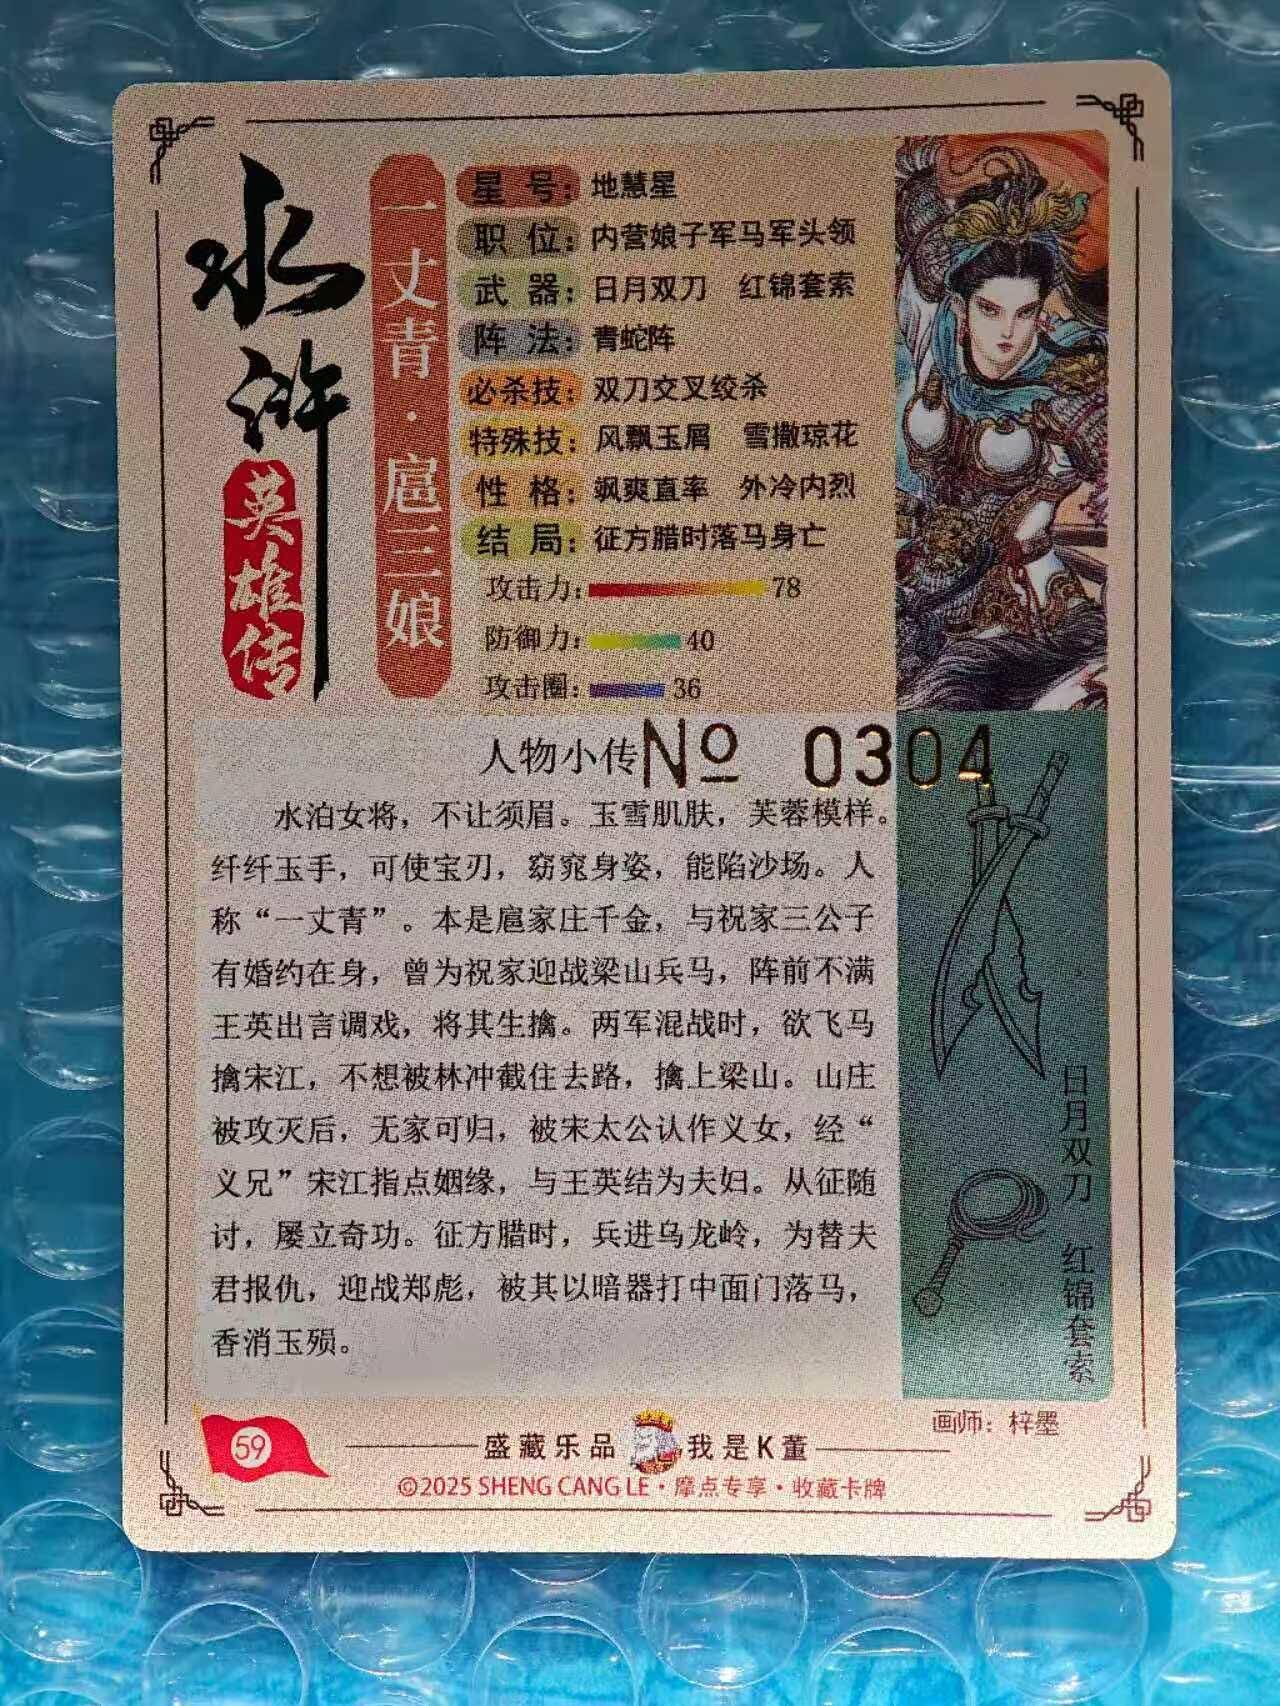 水浒
英雄传
一丈青·扈三娘
星号：地慧星
职位：内营娘子军马军头领
武器：日月双刀 红锦套索
阵法：青蛇阵
必杀技：双刀交叉绞杀
特殊技：风飘玉屑 雪撒琼花
性格：飒爽直率 外冷内烈
结局：征方腊时落马身亡
攻击力：78
防御力：40
攻击圈：36
人物小传
№ 0304
水泊女将，不让须眉。玉雪肌肤，芙蓉模样。
纤纤玉手，可使宝刃，窈窕身姿，能陷沙场。人
称“一丈青”。本是扈家庄千金，与祝家三公子
有婚约在身，曾为祝家迎战梁山兵马，阵前不满
王英出言调戏，将其生擒。两军混战时，欲飞马
擒宋江，不想被林冲截住去路，擒上梁山。山庄
被攻灭后，无家可归，被宋太公认作义女，经“
义兄”宋江指点姻缘，与王英结为夫妇。从征随
讨，屡立奇功。征方腊时，兵进乌龙岭，为替夫
君报仇，迎战郑彪，被其以暗器打中面门落马，
香消玉殒。
日月双刀 红锦套索
画师：梓墨
59
盛藏乐品 我是K董
©2025 SHENG CANG LE·摩点专享·收藏卡牌